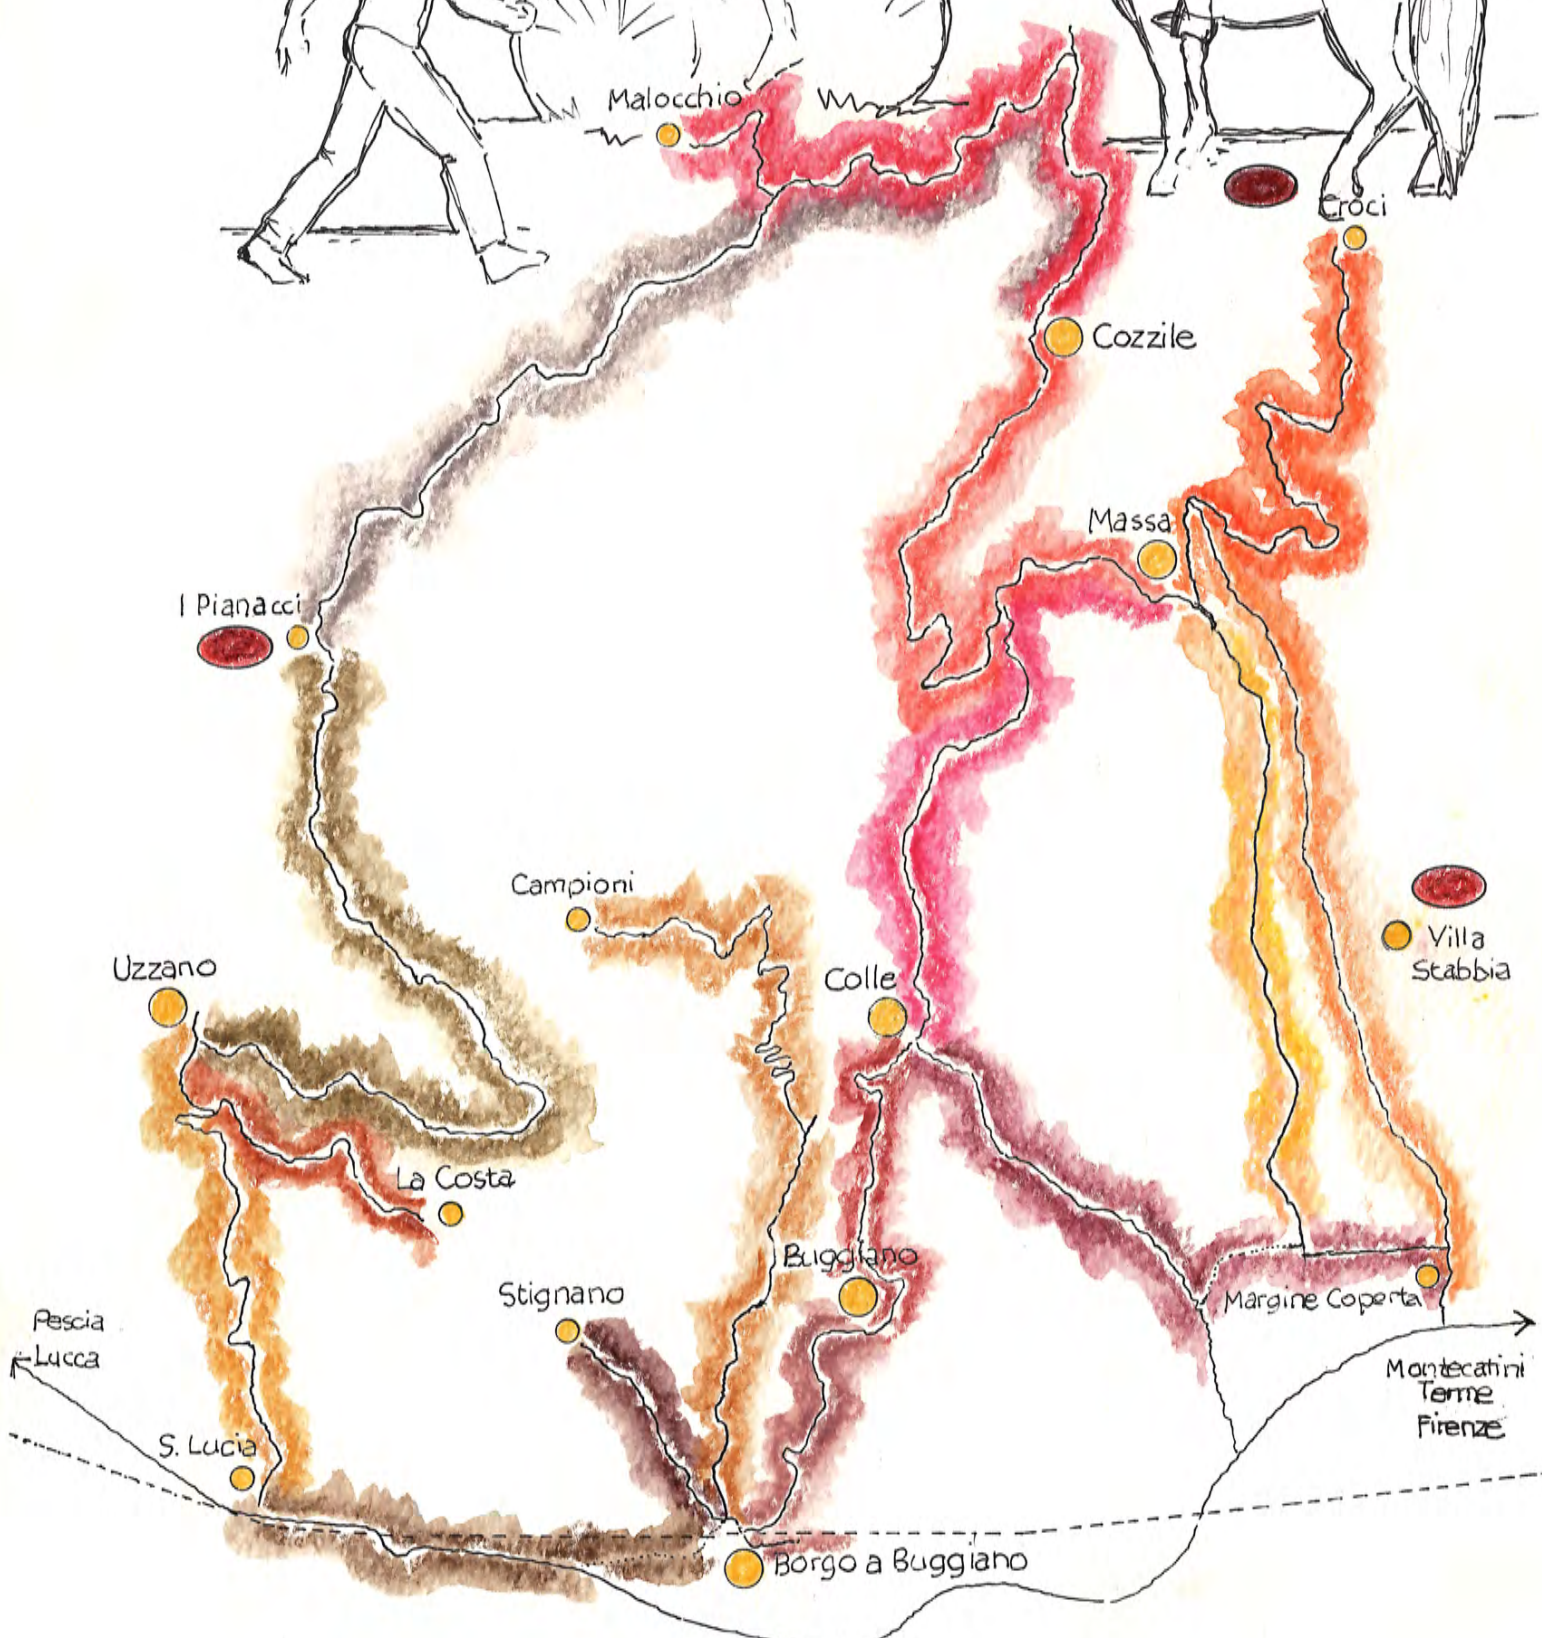 Malocchio
Croci
Cozzile
Massa
I Pianacci
Campioni
Villa
Stabbia
Uzzano
Colle
La Costa
Buggiano
Stignano
Margine Coperta
Pescia
Lucca
Montecatini
Terme
Firenze
S. Lucia
Borgo a Buggiano